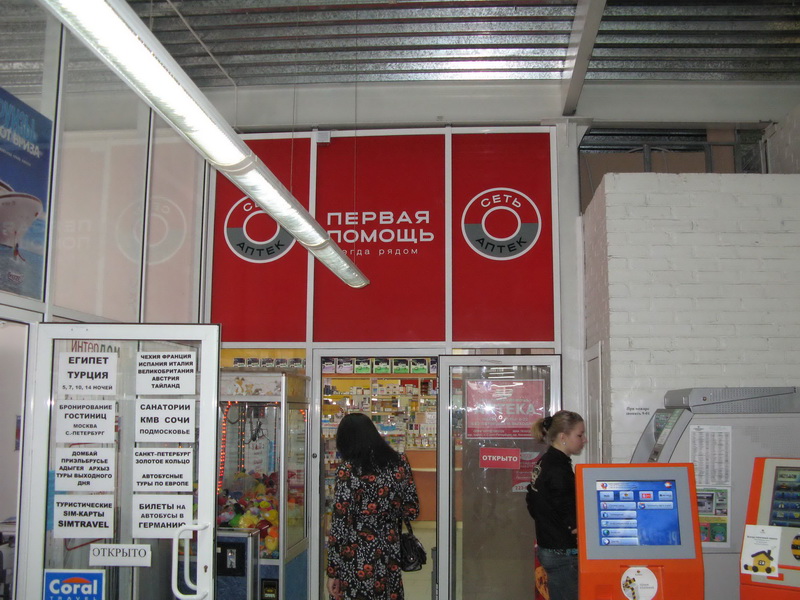 СЕТЬ
АПТЕК
ПЕРВАЯ
ПОМОЩЬ
всегда рядом
СЕТЬ
АПТЕК
ЕГИПЕТ
ТУРЦИЯ
5, 7, 10, 14 НОЧЕЙ
ЧЕХИЯ ФРАНЦИЯ
ИСПАНИЯ ИТАЛИЯ
ВЕЛИКОБРИТАНИЯ
АВСТРИЯ
ТАЙЛАНД
БРОНИРОВАНИЕ
ГОСТИНИЦ
МОСКВА
С.-ПЕТЕРБУРГ
САНАТОРИИ
КМВ СОЧИ
ПОДМОСКОВЬЕ
ДОМБАЙ
ПРИЭЛЬБРУСЬЕ
АДЫГЕЯ АРХЫЗ
ТУРЫ ВЫХОДНОГО
ДНЯ
САНКТ-ПЕТЕРБУРГ
ЗОЛОТОЕ КОЛЬЦО
АВТОБУСНЫЕ
ТУРЫ ПО ЕВРОПЕ
ТУРИСТИЧЕСКИЕ
SIM-КАРТЫ
SIMTRAVEL
БИЛЕТЫ НА
АВТОБУСЫ В
ГЕРМАНИЮ
ОТКРЫТО
Coral
TRAVEL
АПТЕКА
ОТКРЫТО